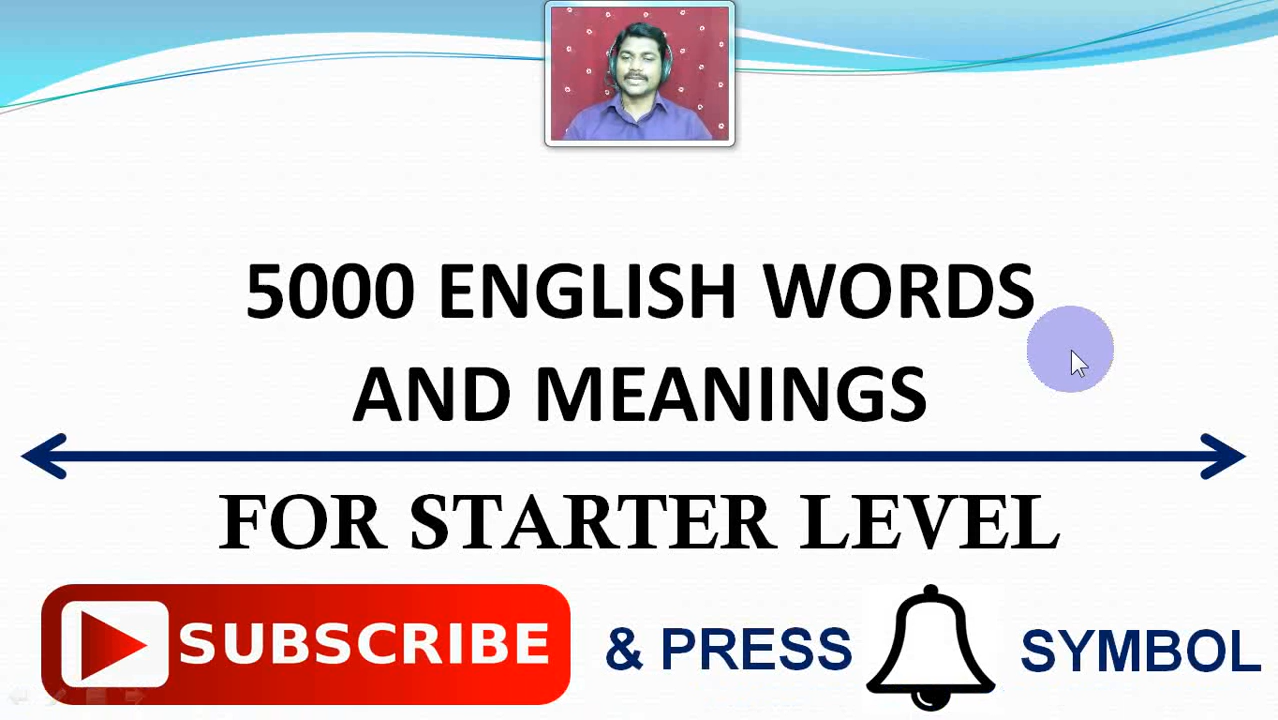 5000 ENGLISH WORDS
AND MEANINGS
FOR STARTER LEVEL
SUBSCRIBE & PRESS SYMBOL